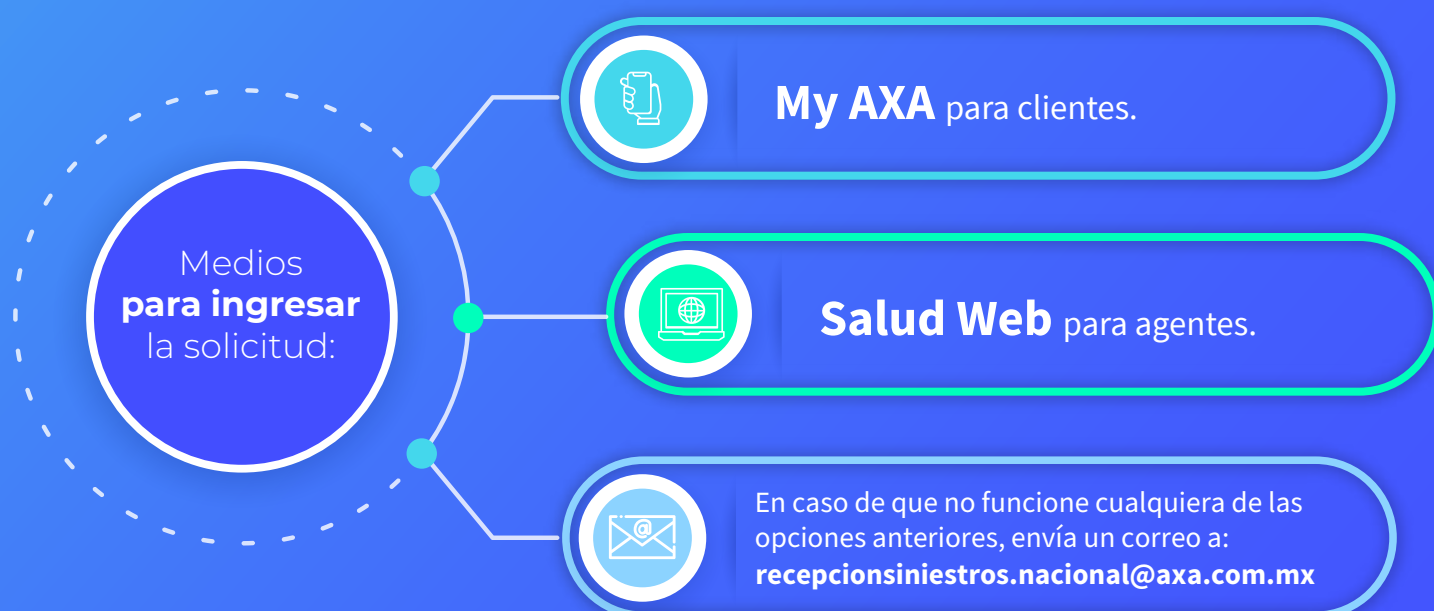 Medios
para ingresar
la solicitud:
My AXA para clientes.
Salud Web para agentes.
En caso de que no funcione cualquiera de las
opciones anteriores, envía un correo a:
recepcionsiniestros.nacional@axa.com.mx